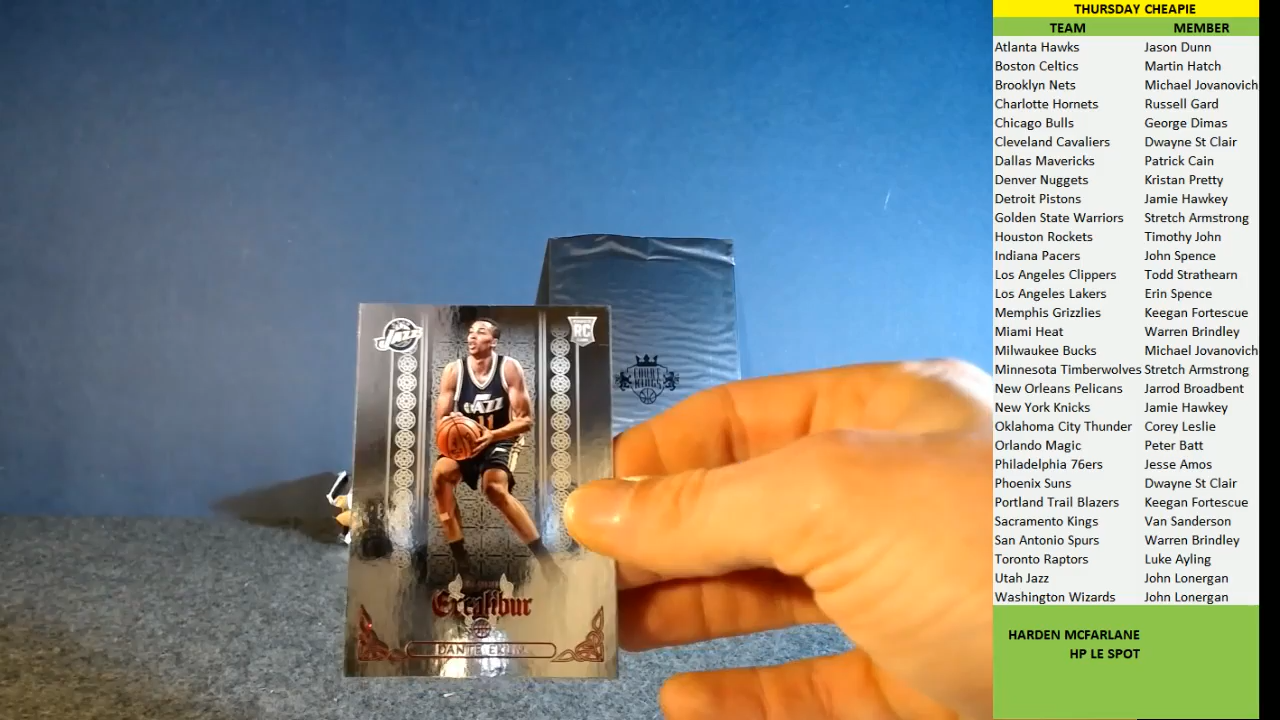 JAZZ
RC
JAZZ
11
Excalibur
DANTE EXUM
COURT
KINGS
THURSDAY CHEAPIE
TEAM MEMBER
Atlanta Hawks Jason Dunn
Boston Celtics Martin Hatch
Brooklyn Nets Michael Jovanovich
Charlotte Hornets Russell Gard
Chicago Bulls George Dimas
Cleveland Cavaliers Dwayne St Clair
Dallas Mavericks Patrick Cain
Denver Nuggets Kristan Pretty
Detroit Pistons Jamie Hawkey
Golden State Warriors Stretch Armstrong
Houston Rockets Timothy John
Indiana Pacers John Spence
Los Angeles Clippers Todd Strathearn
Los Angeles Lakers Erin Spence
Memphis Grizzlies Keegan Fortescue
Miami Heat Warren Brindley
Milwaukee Bucks Michael Jovanovich
Minnesota Timberwolves Stretch Armstrong
New Orleans Pelicans Jarrod Broadbent
New York Knicks Jamie Hawkey
Oklahoma City Thunder Corey Leslie
Orlando Magic Peter Batt
Philadelphia 76ers Jesse Amos
Phoenix Suns Dwayne St Clair
Portland Trail Blazers Keegan Fortescue
Sacramento Kings Van Sanderson
San Antonio Spurs Warren Brindley
Toronto Raptors Luke Ayling
Utah Jazz John Lonergan
Washington Wizards John Lonergan
HARDEN MCFARLANE
HP LE SPOT